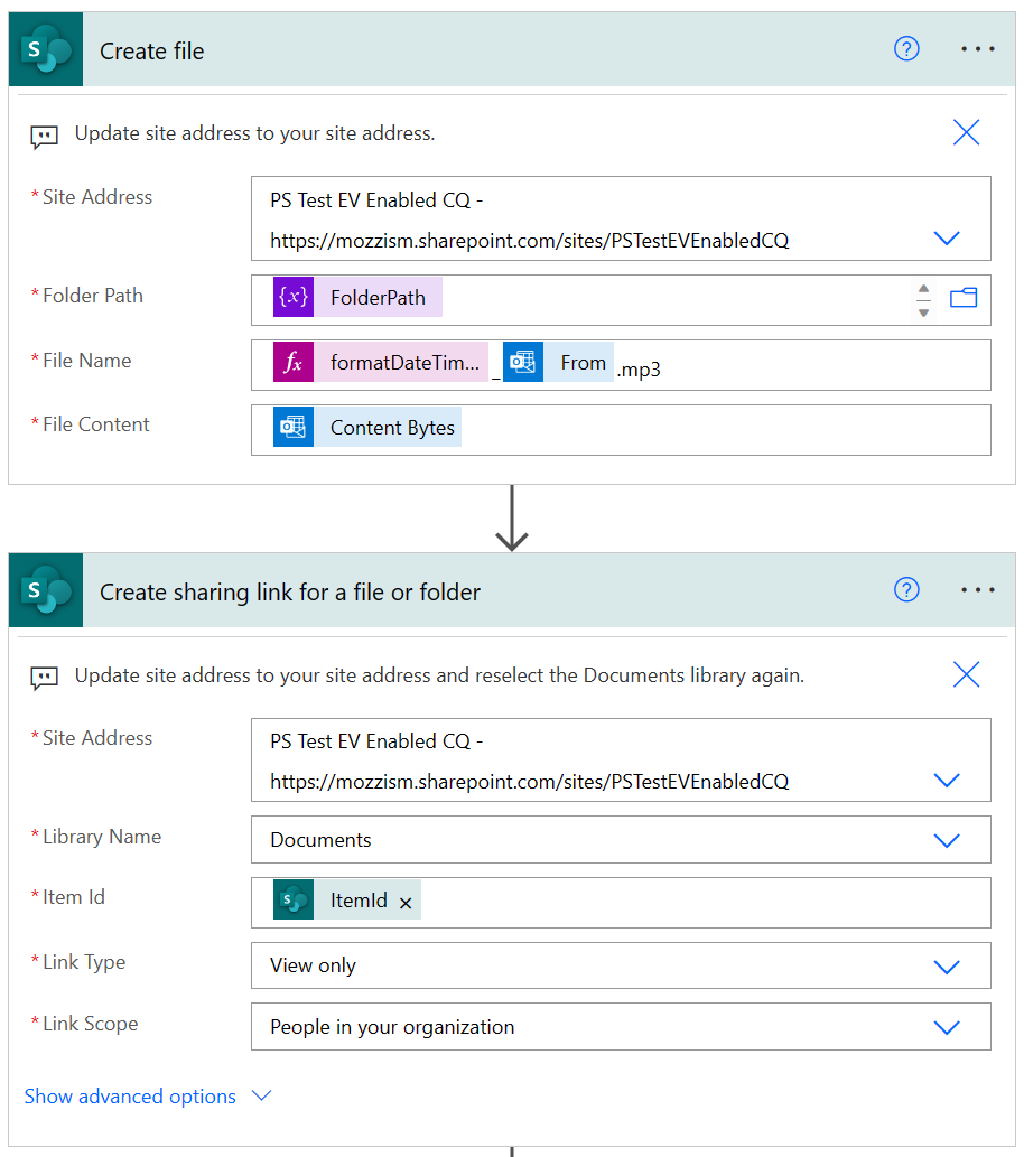 Create file
Update site address to your site address.
* Site Address
PS Test EV Enabled CQ -
https://mozzism.sharepoint.com/sites/PSTestEVEnabledCQ
* Folder Path
{x} FolderPath
* File Name
fx formatDateTim... _ From .mp3
* File Content
Content Bytes
Create sharing link for a file or folder
Update site address to your site address and reselect the Documents library again.
* Site Address
PS Test EV Enabled CQ -
https://mozzism.sharepoint.com/sites/PSTestEVEnabledCQ
* Library Name
Documents
* Item Id
ItemId ×
* Link Type
View only
* Link Scope
People in your organization
Show advanced options